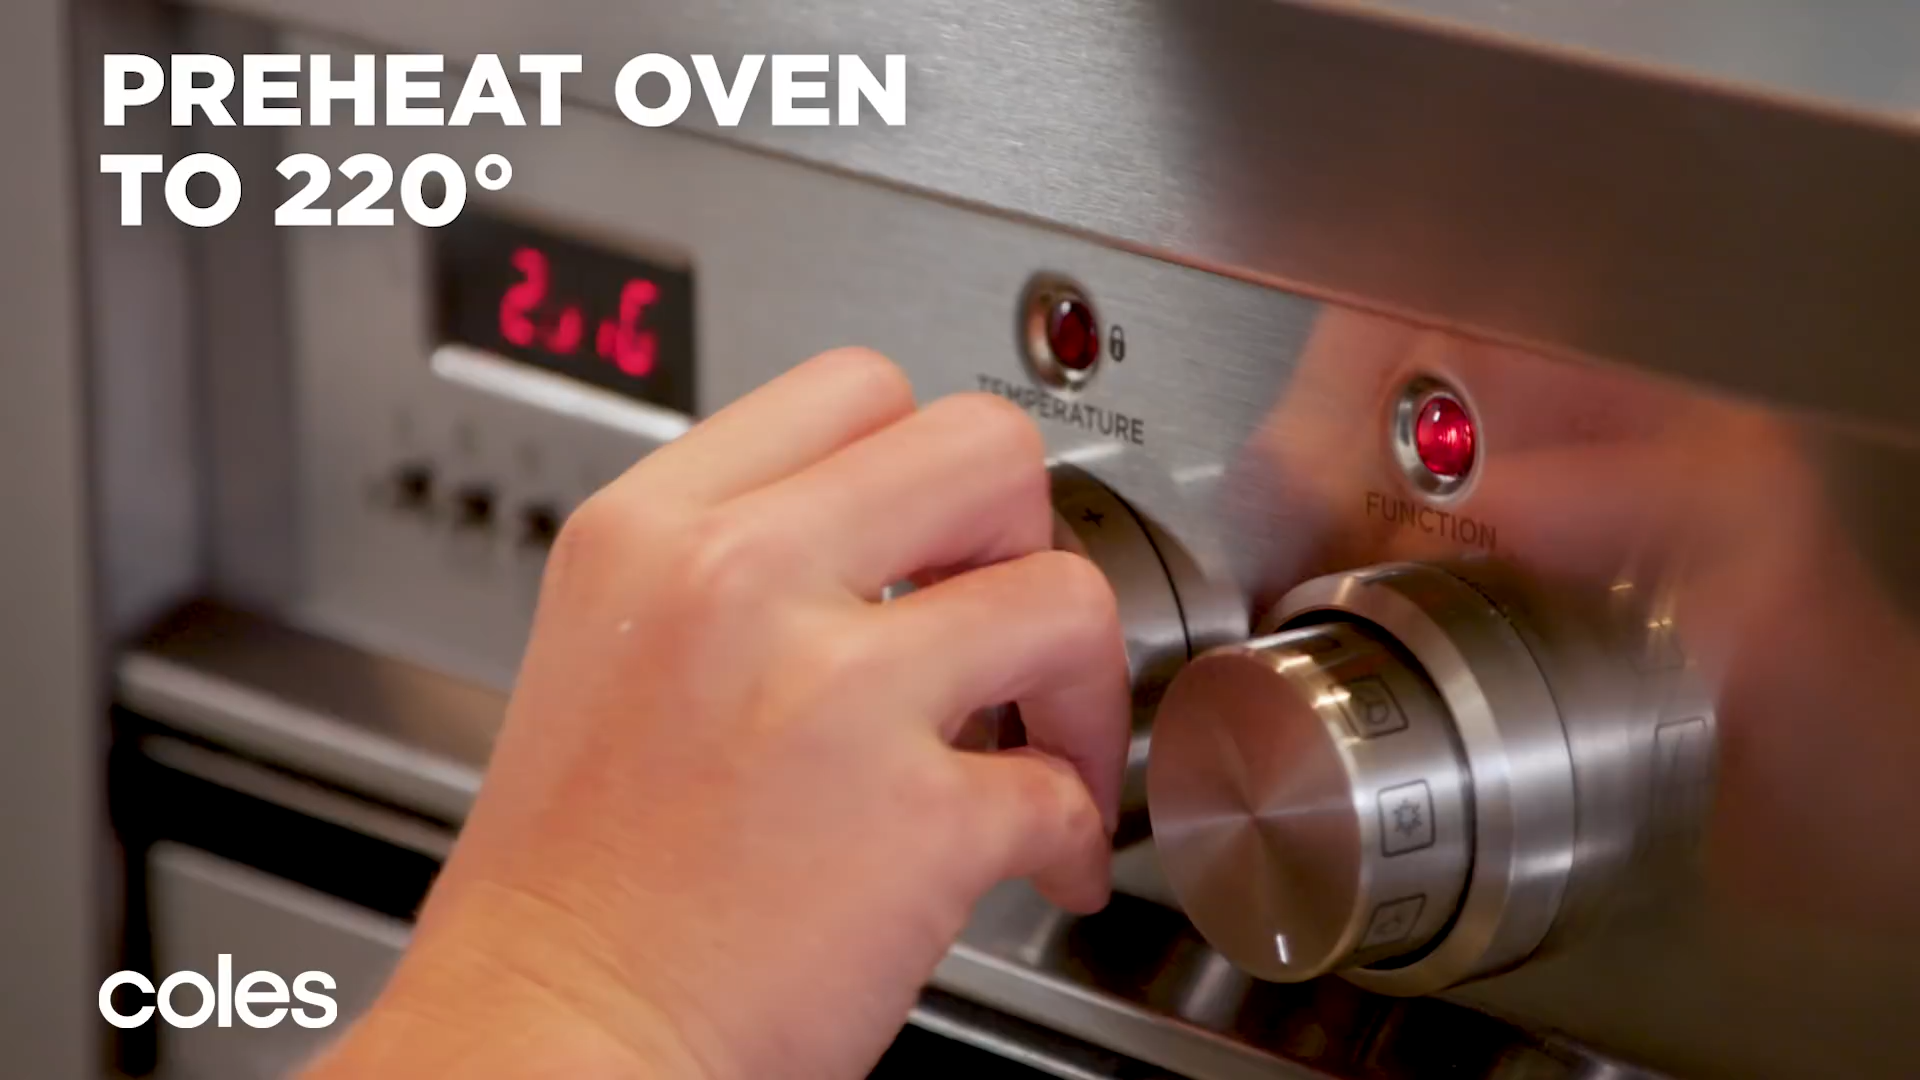 PREHEAT OVEN
TO 220°
TEMPERATURE
FUNCTION
coles